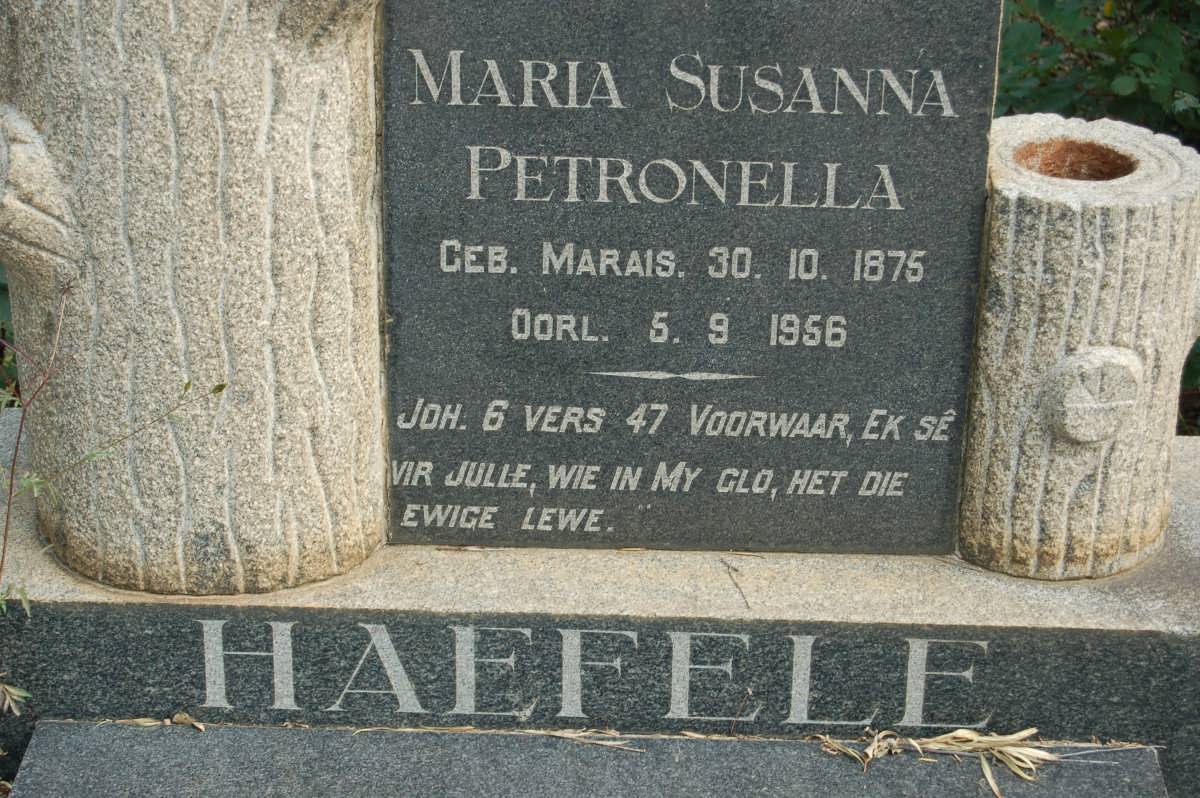 MARIA SUSANNA
PETRONELLA
GEB. MARAIS. 30. 10. 1875
OORL. 5. 9. 1956
JOH. 6 VERS 47 VOORWAAR, EK SÊ
VIR JULLE, WIE IN MY GLO, HET DIE
EWIGE LEWE.
HAEFELE